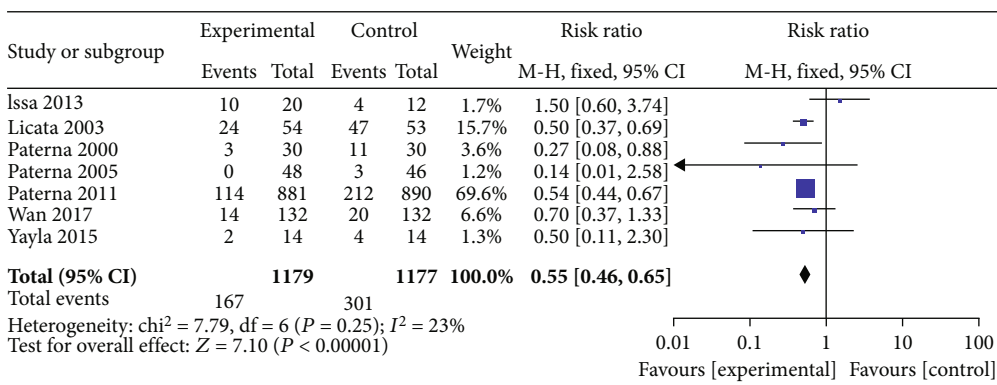 Experimental Control Risk ratio Risk ratio
Study or subgroup Weight
Events Total Events Total M-H, fixed, 95% CI M-H, fixed, 95% CI
Issa 2013 10 20 4 12 1.7% 1.50 [0.60, 3.74]
Licata 2003 24 54 47 53 15.7% 0.50 [0.37, 0.69]
Paterna 2000 3 30 11 30 3.6% 0.27 [0.08, 0.88]
Paterna 2005 0 48 3 46 1.2% 0.14 [0.01, 2.58]
Paterna 2011 114 881 212 890 69.6% 0.54 [0.44, 0.67]
Wan 2017 14 132 20 132 6.6% 0.70 [0.37, 1.33]
Yayla 2015 2 14 4 14 1.3% 0.50 [0.11, 2.30]
Total (95% CI) 1179 1177 100.0% 0.55 [0.46, 0.65]
Total events 167 301
Heterogeneity: chi² = 7.79, df = 6 (P = 0.25); I² = 23%
Test for overall effect: Z = 7.10 (P < 0.00001)
0.01 0.1 1 10 100
Favours [experimental] Favours [control]